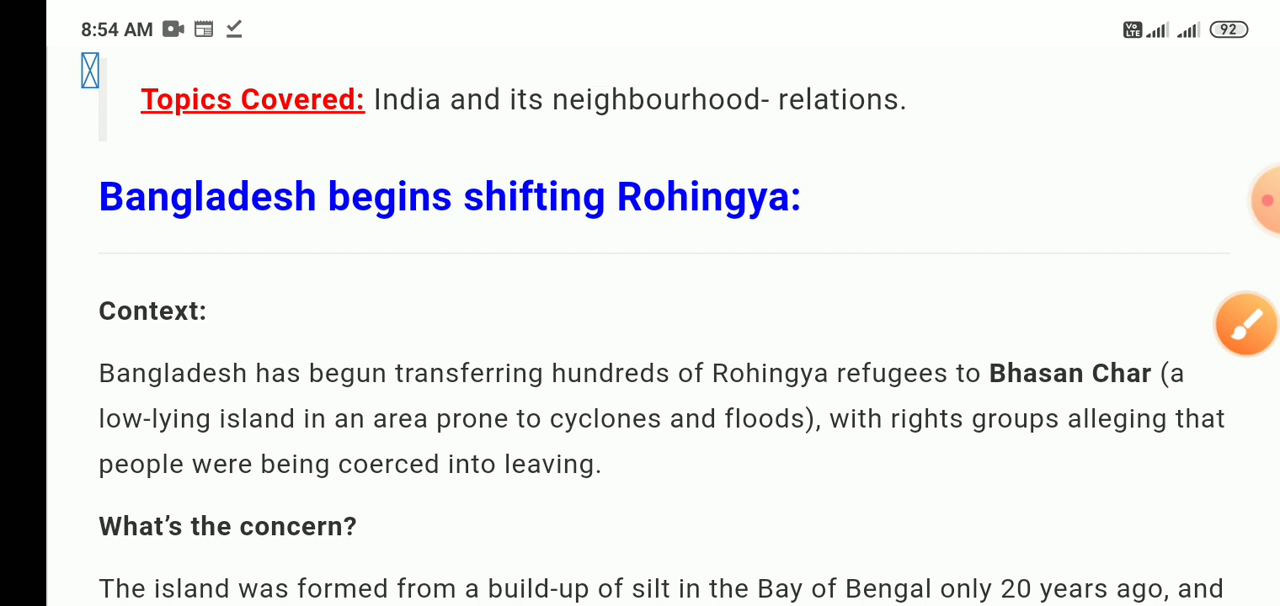 8:54 AM
Vo LTE
92
Topics Covered: India and its neighbourhood- relations.
Bangladesh begins shifting Rohingya:
Context:
Bangladesh has begun transferring hundreds of Rohingya refugees to Bhasan Char (a
low-lying island in an area prone to cyclones and floods), with rights groups alleging that
people were being coerced into leaving.
What’s the concern?
The island was formed from a build-up of silt in the Bay of Bengal only 20 years ago, and